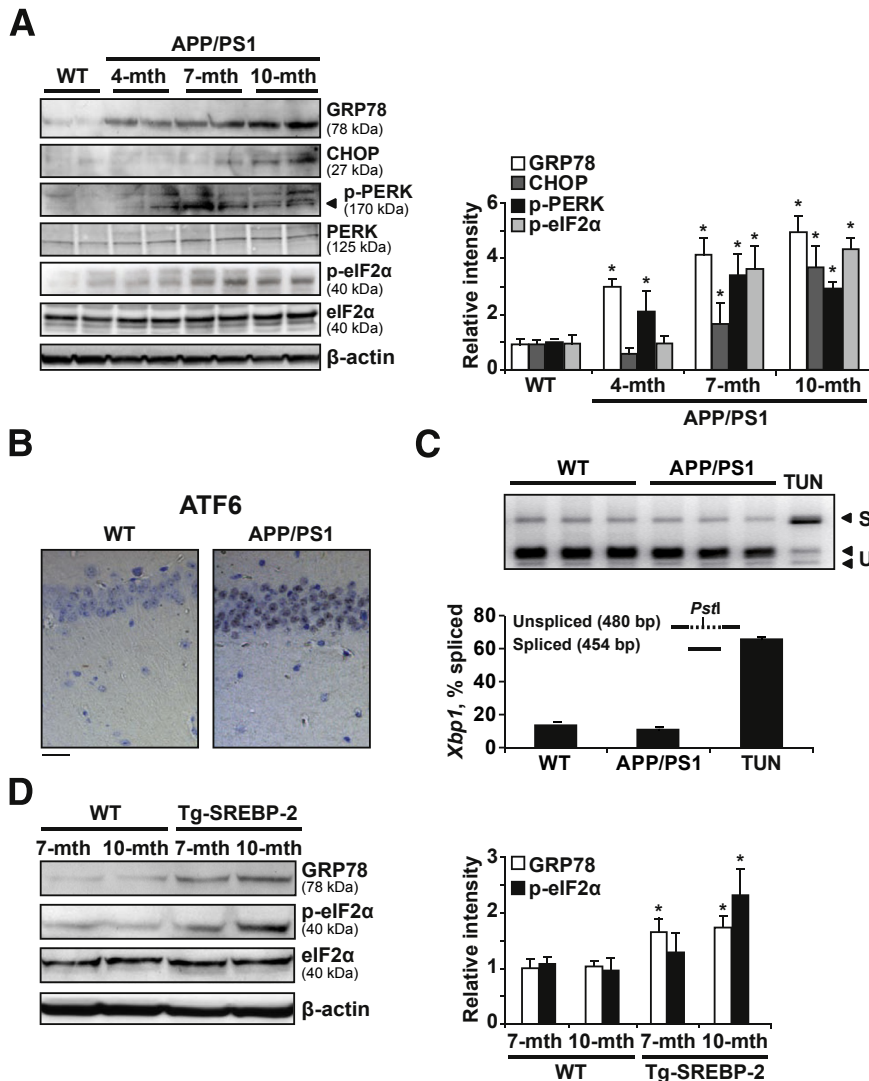 A
APP/PS1
WT 4-mth 7-mth 10-mth
GRP78
(78 kDa)
CHOP
(27 kDa)
p-PERK
(170 kDa)
PERK
(125 kDa)
p-eIF2α
(40 kDa)
eIF2α
(40 kDa)
β-actin
GRP78
CHOP
p-PERK
p-eIF2α
Relative intensity
6
4
2
0
* * * * * * * * * *
WT 4-mth 7-mth 10-mth
APP/PS1
B
ATF6
WT APP/PS1
C
WT APP/PS1 TUN
S
U
Unspliced (480 bp)
Spliced (454 bp)
PstI
Xbp1, % spliced
80
60
40
20
0
WT APP/PS1 TUN
D
WT Tg-SREBP-2
7-mth 10-mth 7-mth 10-mth
GRP78
(78 kDa)
p-eIF2α
(40 kDa)
eIF2α
(40 kDa)
β-actin
GRP78
p-eIF2α
Relative intensity
3
2
1
0
* * *
7-mth 10-mth 7-mth 10-mth
WT Tg-SREBP-2